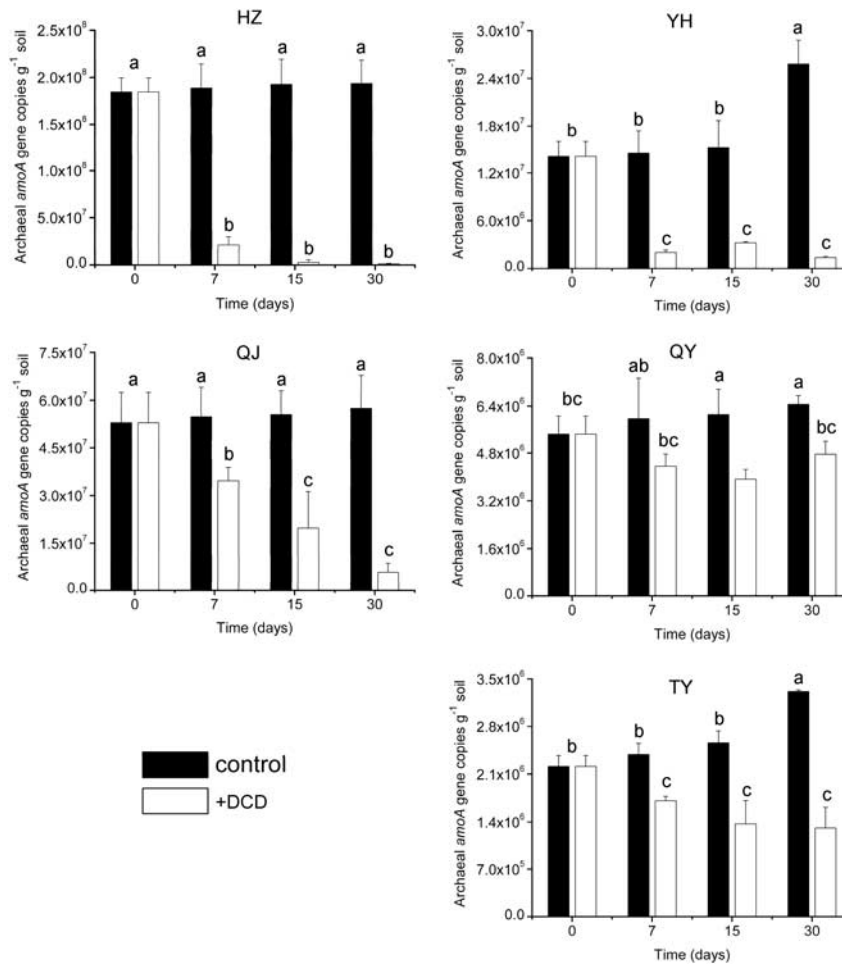 HZ
Archaeal amoA gene copies g⁻¹ soil
2.5x10⁸
2.0x10⁸
1.5x10⁸
1.0x10⁸
5.0x10⁷
0.0
a a a a
b b b
0 7 15 30
Time (days)
YH
Archaeal amoA gene copies g⁻¹ soil
3.0x10⁷
1.8x10⁷
1.2x10⁷
6.0x10⁶
0.0
b b b a
c c c
0 7 15 30
Time (days)
QJ
Archaeal amoA gene copies g⁻¹ soil
7.5x10⁷
6.0x10⁷
4.5x10⁷
3.0x10⁷
1.5x10⁷
0.0
a a a a
b c c
0 7 15 30
Time (days)
QY
Archaeal amoA gene copies g⁻¹ soil
8.0x10⁶
6.4x10⁶
4.8x10⁶
3.2x10⁶
1.6x10⁶
0.0
bc ab a a
bc c bc
0 7 15 30
Time (days)
control
+DCD
TY
Archaeal amoA gene copies g⁻¹ soil
3.5x10⁶
2.8x10⁶
2.1x10⁶
1.4x10⁶
7.0x10⁵
0.0
b b b a
c c c
0 7 15 30
Time (days)